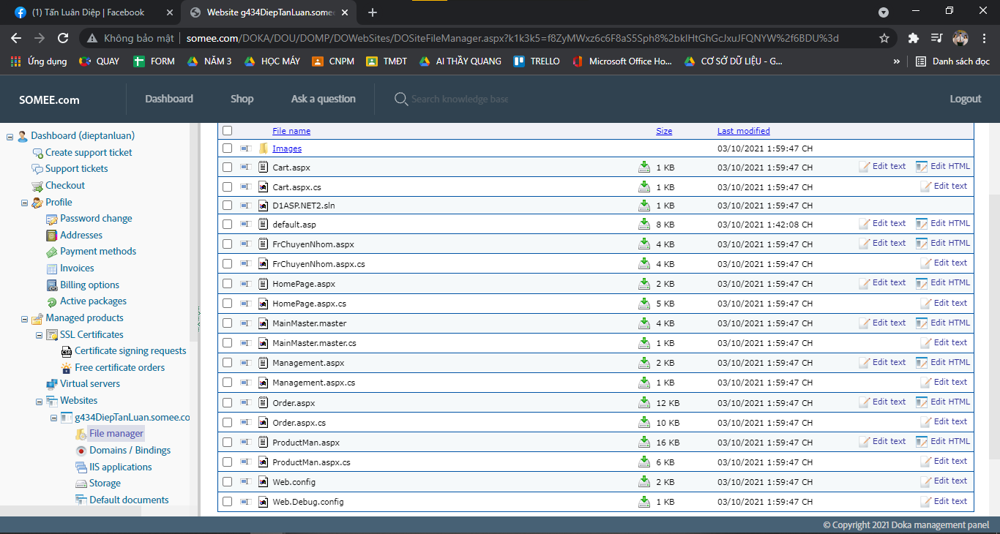 (1) Tấn Luân Diệp | Facebook
Website g434DiepTanLuan.somee
Không bảo mật
somee.com/DOKA/DOU/DOMP/DOWebSites/DOSiteFileManager.aspx?k1k3k5=f8ZyMWxz6c6F8aS5Sph8%2bkIHtGhGcJxuJFQNYW%2f6BDU%3d
Ứng dụng QUAY FORM NĂM 3 HỌC MÁY CNPM TMĐT AI THẦY QUANG TRELLO Microsoft Office Ho... CƠ SỞ DỮ LIỆU - G... » Danh sách đọc
SOMEE.com Dashboard Shop Ask a question Search knowledge base Logout
Dashboard (dieptanluan)
Create support ticket
Support tickets
Checkout
Profile
Password change
Addresses
Payment methods
Invoices
Billing options
Active packages
Managed products
SSL Certificates
CSR Certificate signing requests
Free certificate orders
Virtual servers
Websites
g434DiepTanLuan.somee.co
File manager
Domains / Bindings
IIS applications
Storage
Default documents
File name Size Last modified
Images 03/10/2021 1:59:47 CH
Cart.aspx 1 KB 03/10/2021 1:59:47 CH Edit text Edit HTML
Cart.aspx.cs 1 KB 03/10/2021 1:59:47 CH Edit text
D1ASP.NET2.sln 1 KB 03/10/2021 1:59:47 CH
default.asp 8 KB 03/10/2021 1:42:08 CH Edit text Edit HTML
FrChuyenNhom.aspx 4 KB 03/10/2021 1:59:47 CH Edit text Edit HTML
FrChuyenNhom.aspx.cs 4 KB 03/10/2021 1:59:47 CH Edit text
HomePage.aspx 2 KB 03/10/2021 1:59:47 CH Edit text Edit HTML
HomePage.aspx.cs 5 KB 03/10/2021 1:59:47 CH Edit text
MainMaster.master 4 KB 03/10/2021 1:59:47 CH Edit text Edit HTML
MainMaster.master.cs 1 KB 03/10/2021 1:59:47 CH Edit text
Management.aspx 2 KB 03/10/2021 1:59:47 CH Edit text Edit HTML
Management.aspx.cs 1 KB 03/10/2021 1:59:47 CH Edit text
Order.aspx 12 KB 03/10/2021 1:59:47 CH Edit text Edit HTML
Order.aspx.cs 10 KB 03/10/2021 1:59:47 CH Edit text
ProductMan.aspx 16 KB 03/10/2021 1:59:47 CH Edit text Edit HTML
ProductMan.aspx.cs 6 KB 03/10/2021 1:59:47 CH Edit text
Web.config 2 KB 03/10/2021 1:59:47 CH Edit text
Web.Debug.config 1 KB 03/10/2021 1:59:47 CH Edit text
© Copyright 2021 Doka management panel